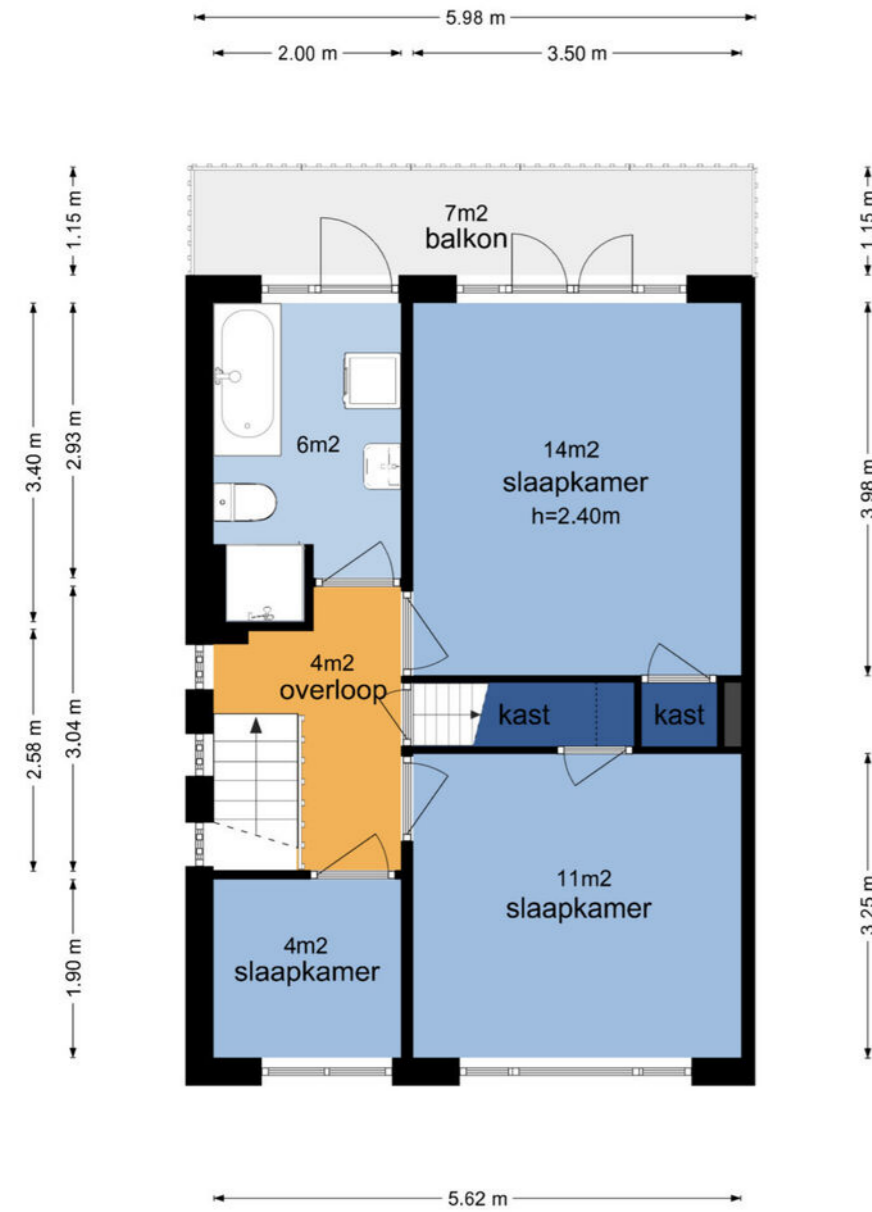 5.98 m
2.00 m
3.50 m
1.15 m
1.15 m
7m2
balkon
3.40 m
2.93 m
6m2
14m2
slaapkamer
h=2.40m
3.98 m
4m2
overloop
kast
kast
2.58 m
3.04 m
11m2
slaapkamer
3.25 m
4m2
slaapkamer
1.90 m
5.62 m